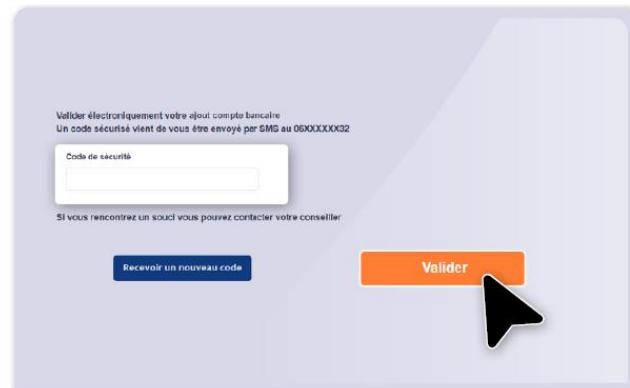 Valider électroniquement votre ajout compte bancaire
Un code sécurisé vient de vous être envoyé par SMS au 06XXXXXX32
Code de sécurité
Si vous rencontrez un souci vous pouvez contacter votre conseiller
Recevoir un nouveau code
Valider